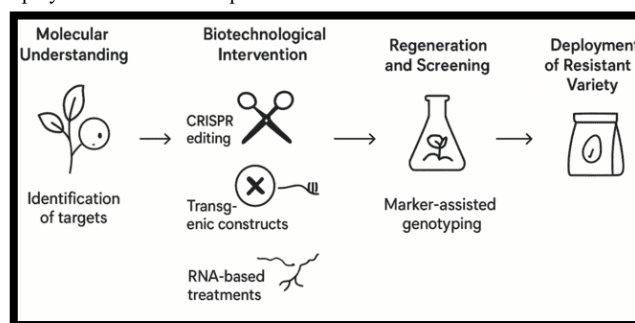 Molecular
Understanding
Identification
of targets
Biotechnological
Intervention
CRISPR
editing
Transg-
enic constructs
RNA-based
treatments
Regeneration
and Screening
Marker-assisted
genotyping
Deployment
of Resistant
Variety